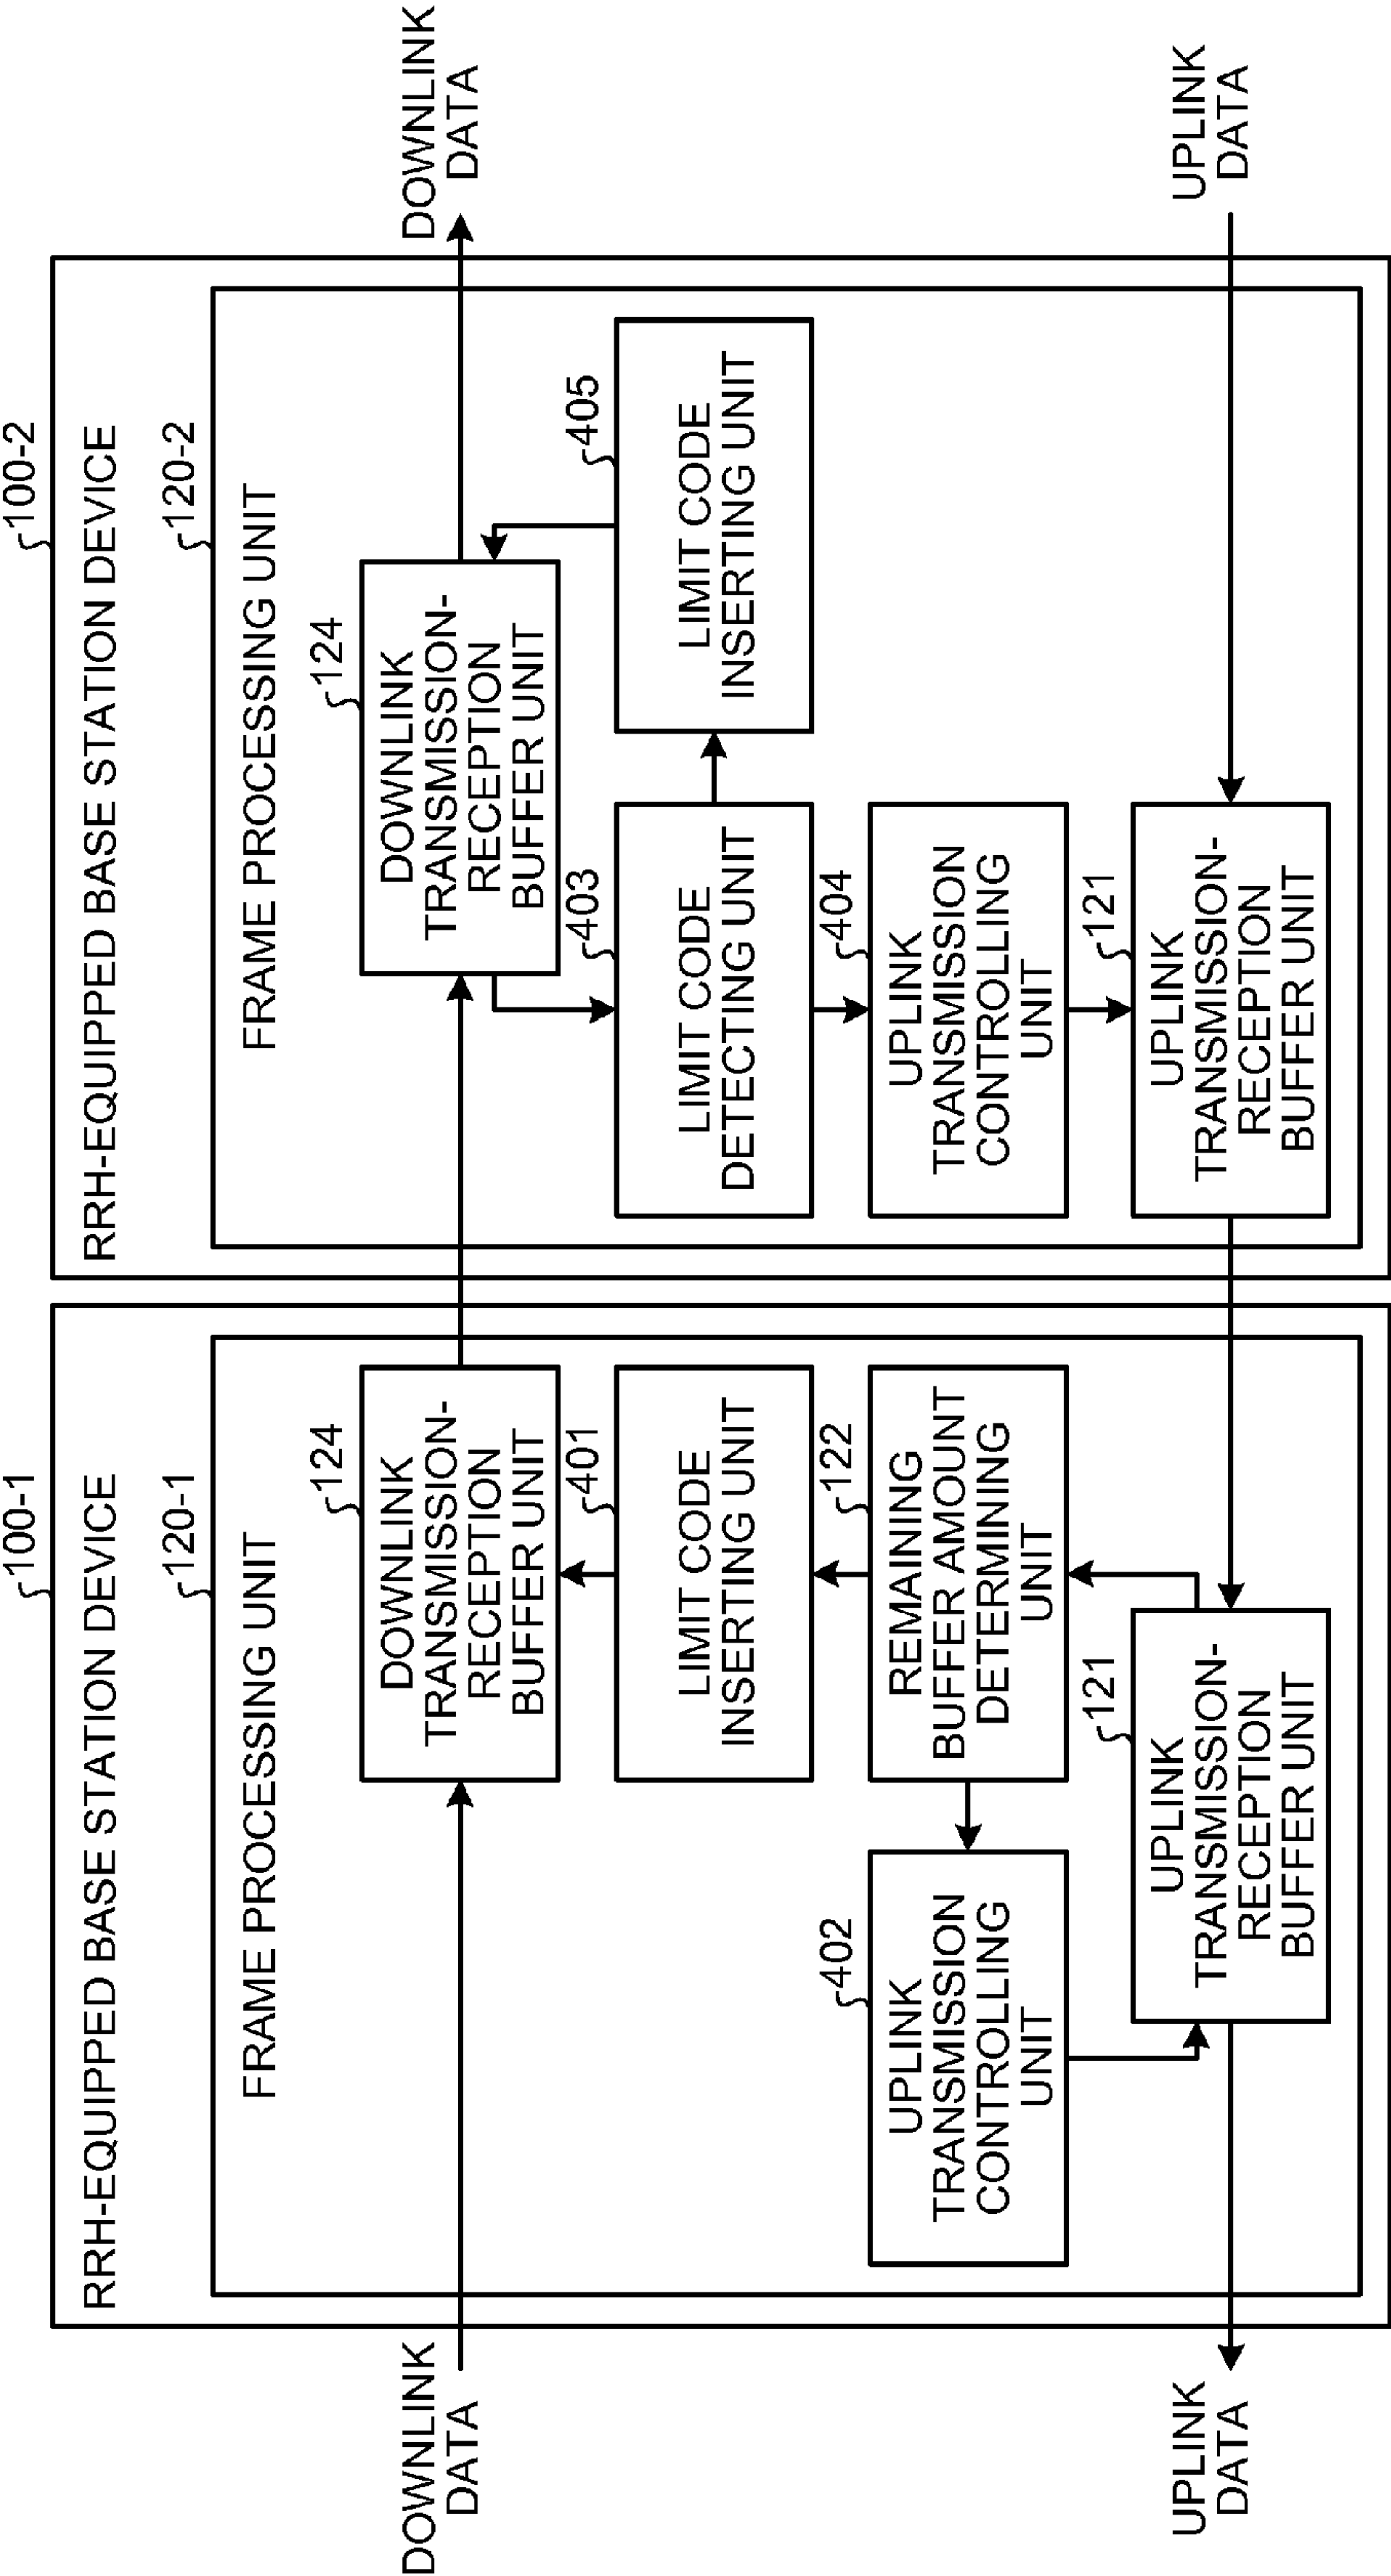 100-1
RRH-EQUIPPED BASE STATION DEVICE
120-1
FRAME PROCESSING UNIT
DOWNLINK
DATA
124
DOWNLINK
TRANSMISSION-
RECEPTION
BUFFER UNIT
401
LIMIT CODE
INSERTING UNIT
402
UPLINK
TRANSMISSION
CONTROLLING
UNIT
122
REMAINING
BUFFER AMOUNT
DETERMINING
UNIT
121
UPLINK
TRANSMISSION-
RECEPTION
BUFFER UNIT
UPLINK
DATA
100-2
RRH-EQUIPPED BASE STATION DEVICE
120-2
FRAME PROCESSING UNIT
124
DOWNLINK
TRANSMISSION-
RECEPTION
BUFFER UNIT
DOWNLINK
DATA
403
LIMIT CODE
DETECTING UNIT
405
LIMIT CODE
INSERTING UNIT
404
UPLINK
TRANSMISSION
CONTROLLING
UNIT
121
UPLINK
TRANSMISSION-
RECEPTION
BUFFER UNIT
UPLINK
DATA